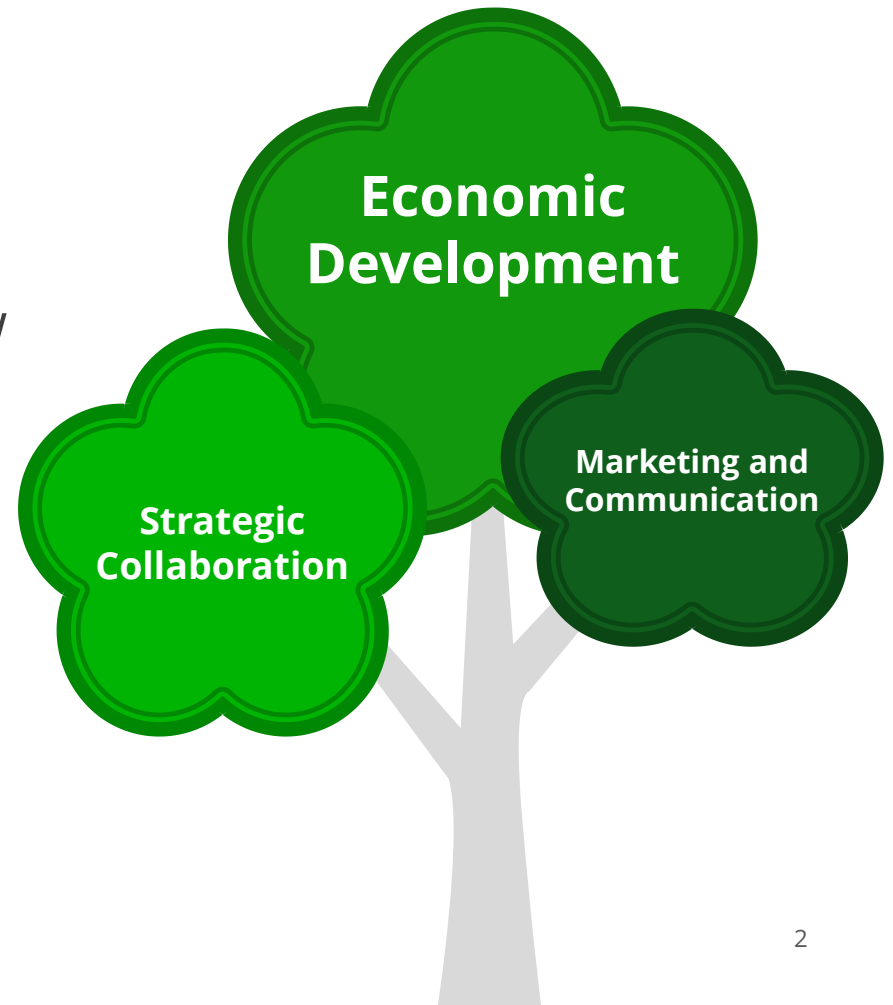 Economic
Development
Marketing and
Communication
Strategic
Collaboration
2